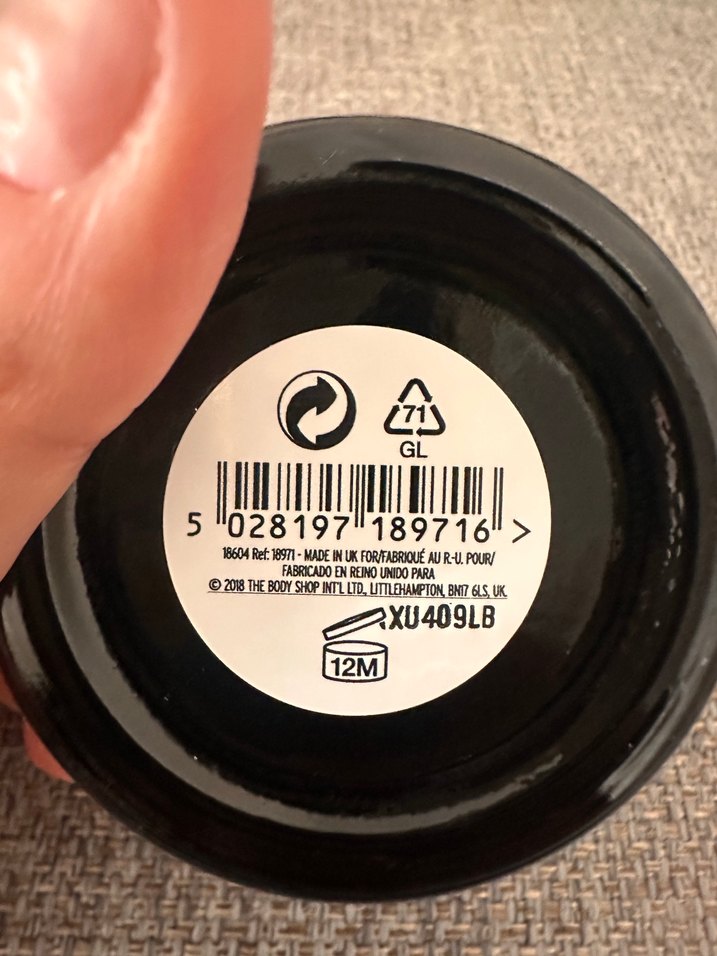 71
GL
5 028197 189716 >
18604 Ref: 18971 - MADE IN UK FOR/FABRIQUÉ AU R-U. POUR/
FABRICADO EN REINO UNIDO PARA
© 2018 THE BODY SHOP INT'L LTD., LITTLEHAMPTON, BN17 6LS, UK.
XU409LB
12M